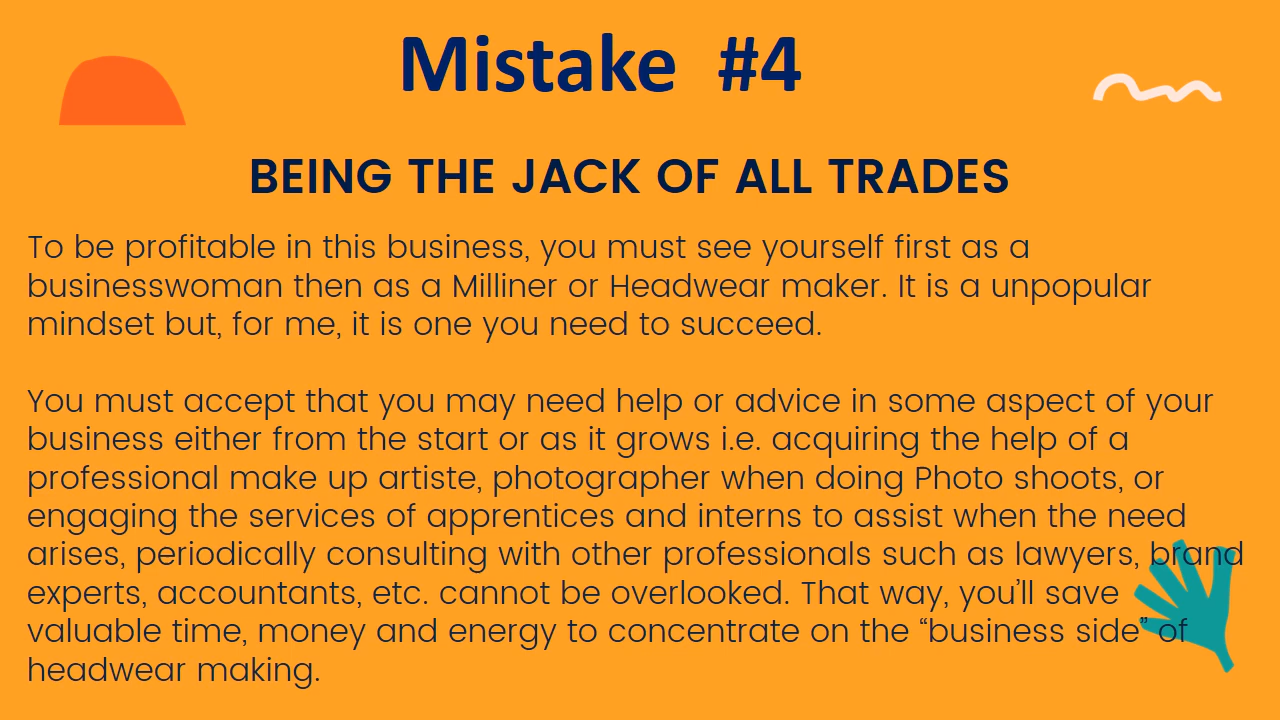 Mistake #4
BEING THE JACK OF ALL TRADES
To be profitable in this business, you must see yourself first as a
businesswoman then as a Milliner or Headwear maker. It is a unpopular
mindset but, for me, it is one you need to succeed.
You must accept that you may need help or advice in some aspect of your
business either from the start or as it grows i.e. acquiring the help of a
professional make up artiste, photographer when doing Photo shoots, or
engaging the services of apprentices and interns to assist when the need
arises, periodically consulting with other professionals such as lawyers, brand
experts, accountants, etc. cannot be overlooked. That way, you’ll save
valuable time, money and energy to concentrate on the “business side” of
headwear making.